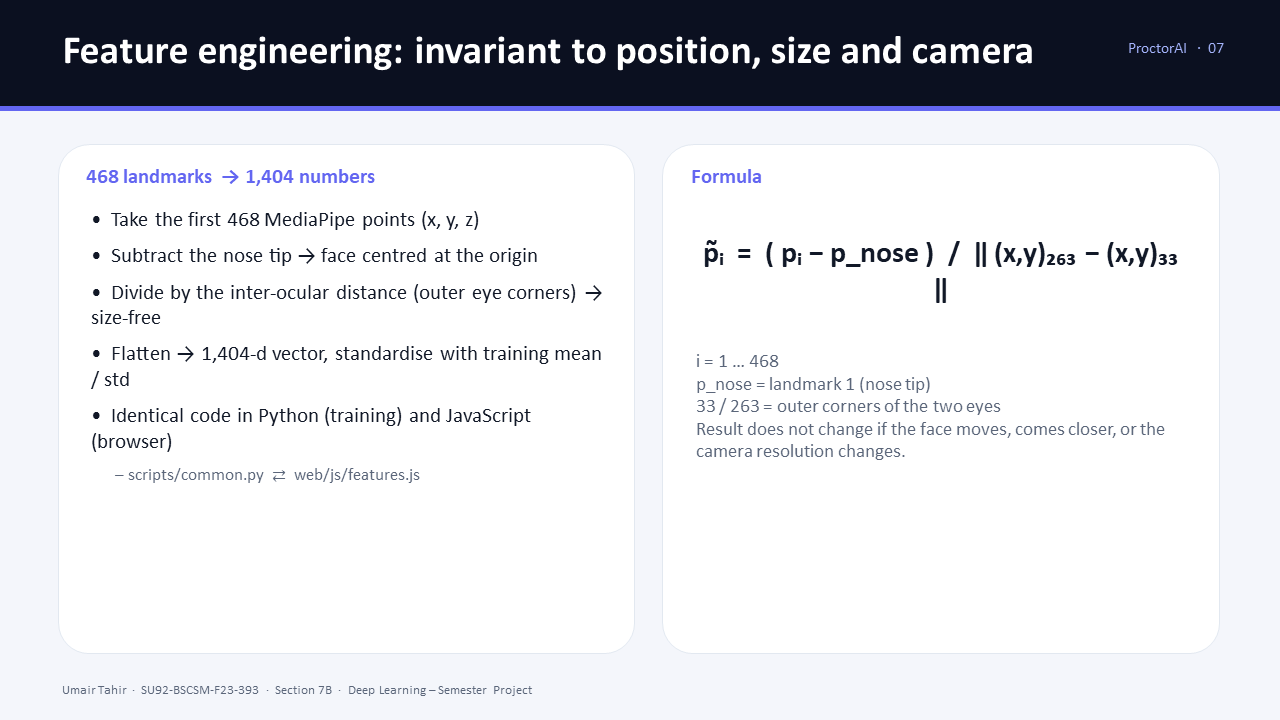 Feature engineering: invariant to position, size and camera
ProctorAI · 07
468 landmarks → 1,404 numbers
• Take the first 468 MediaPipe points (x, y, z)
• Subtract the nose tip → face centred at the origin
• Divide by the inter-ocular distance (outer eye corners) →
size-free
• Flatten → 1,404-d vector, standardise with training mean
/ std
• Identical code in Python (training) and JavaScript
(browser)
– scripts/common.py ⇄ web/js/features.js
Formula
p̃ᵢ = ( pᵢ − p_nose ) / ‖ (x,y)₂₆₃ − (x,y)₃₃
‖
i = 1 … 468
p_nose = landmark 1 (nose tip)
33 / 263 = outer corners of the two eyes
Result does not change if the face moves, comes closer, or the
camera resolution changes.
Umair Tahir · SU92-BSCSM-F23-393 · Section 7B · Deep Learning – Semester Project